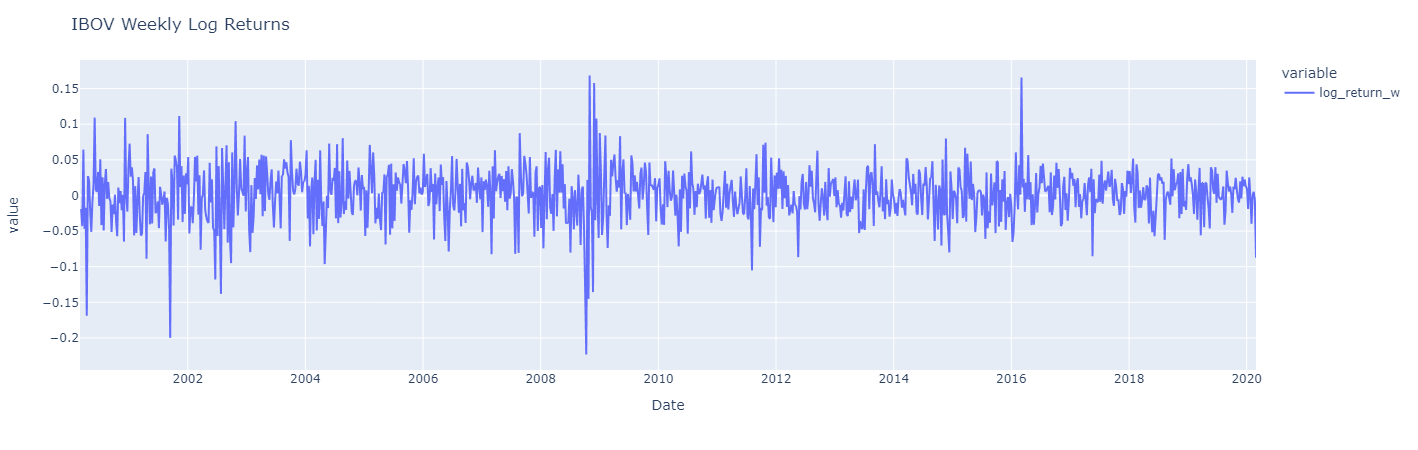 IBOV Weekly Log Returns
variable
log_return_w
value
0.15
0.1
0.05
0
−0.05
−0.1
−0.15
−0.2
2002 2004 2006 2008 2010 2012 2014 2016 2018 2020
Date